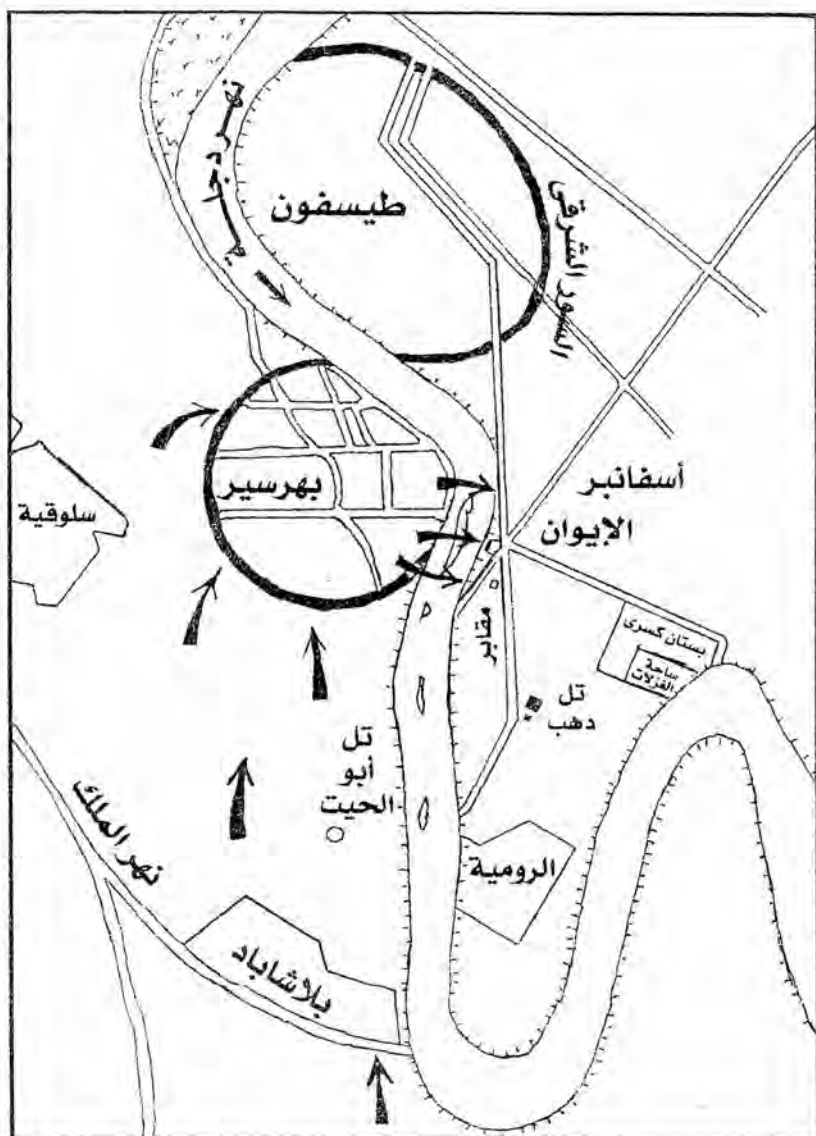 نهر دجلة
طيسفون
السور الشرقي
أسفانبر
الإيوان
بهرسير
سلوقية
مقابر
بستان كسرى
ساحة
الغزلات
تل
دهب
تل
أبو
الحيت
نهر الملك
الرومية
بلاشاباد